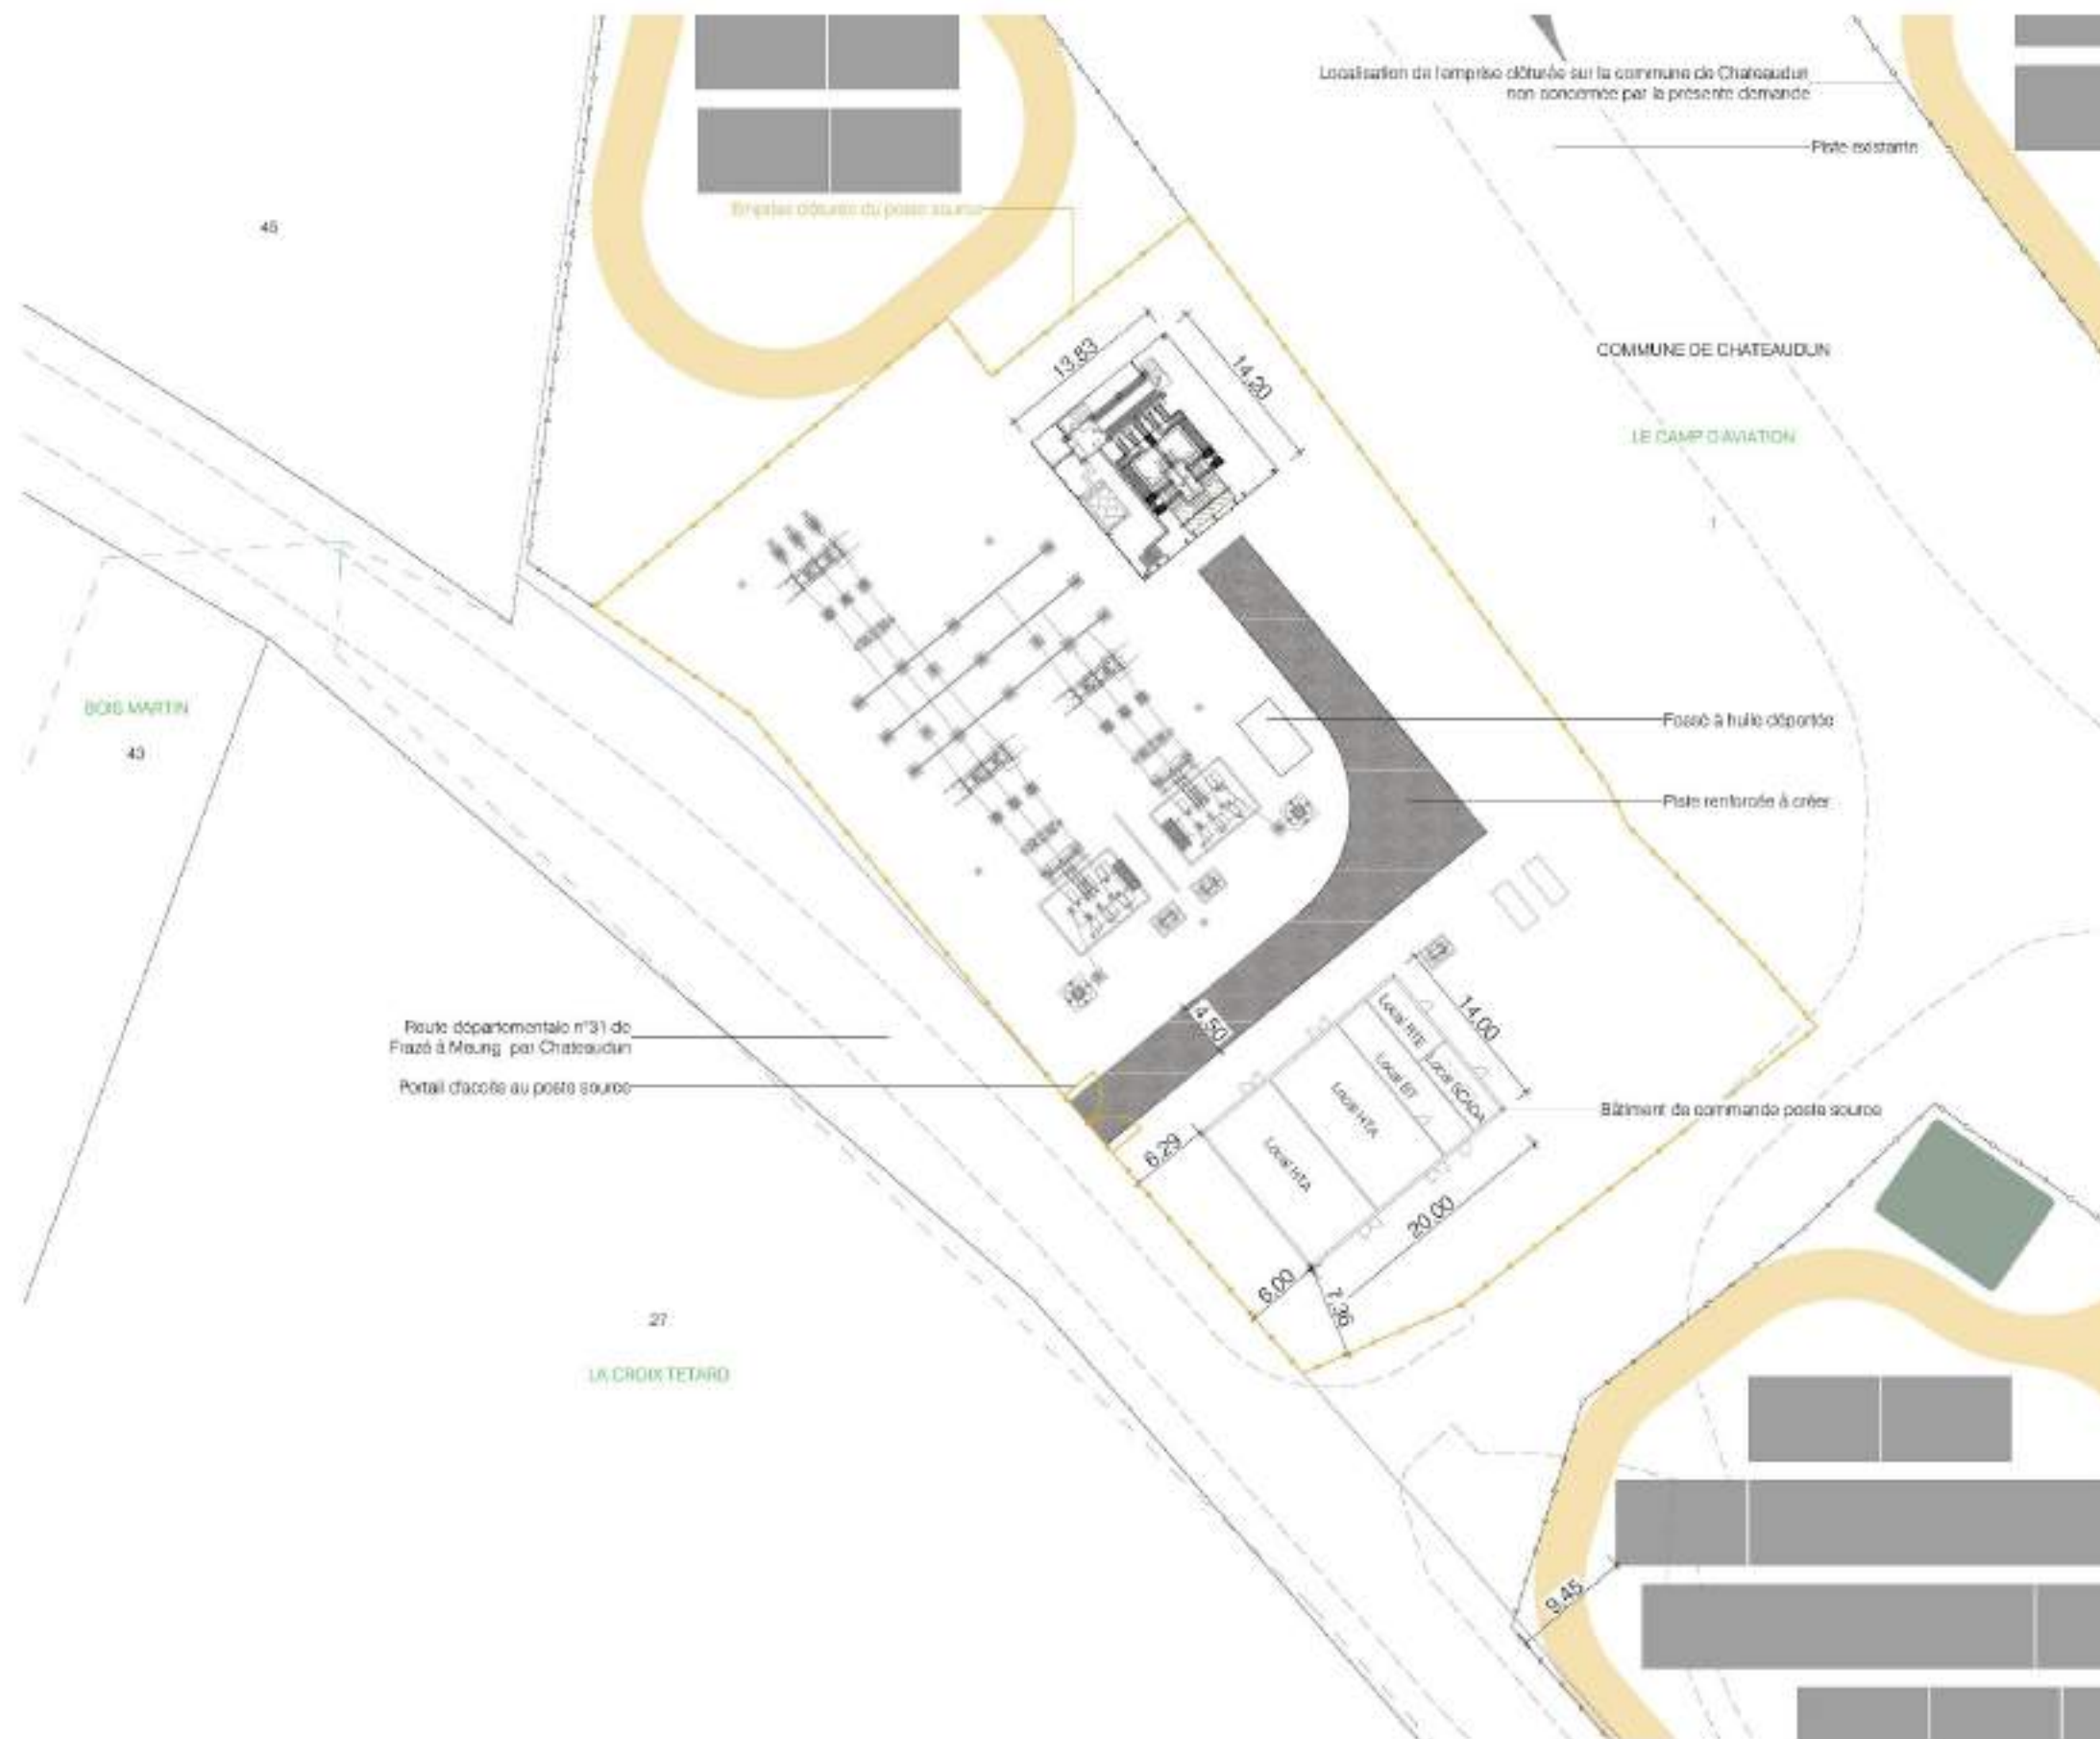 Localisation de l'emprise clôturée sur la commune de Chateaudun
non concernée par la présente demande
Piste existante
Emprise clôturée du poste source
45
13,83
14,20
COMMUNE DE CHATEAUDUN
LE CAMP D'AVIATION
1
BOIS MARTIN
43
Fosse à huile déportée
Piste renforcée à créer
Route départementale n°31 de
Frazé à Meung par Chateaudun
Portail d'accès au poste source
4,50
14,00
Local RTE
Local SCADA
Local BT
Local HTA
Local HTA
Bâtiment de commande poste source
6,29
20,00
6,00
7,36
27
LA CROIX TETARD
9,45